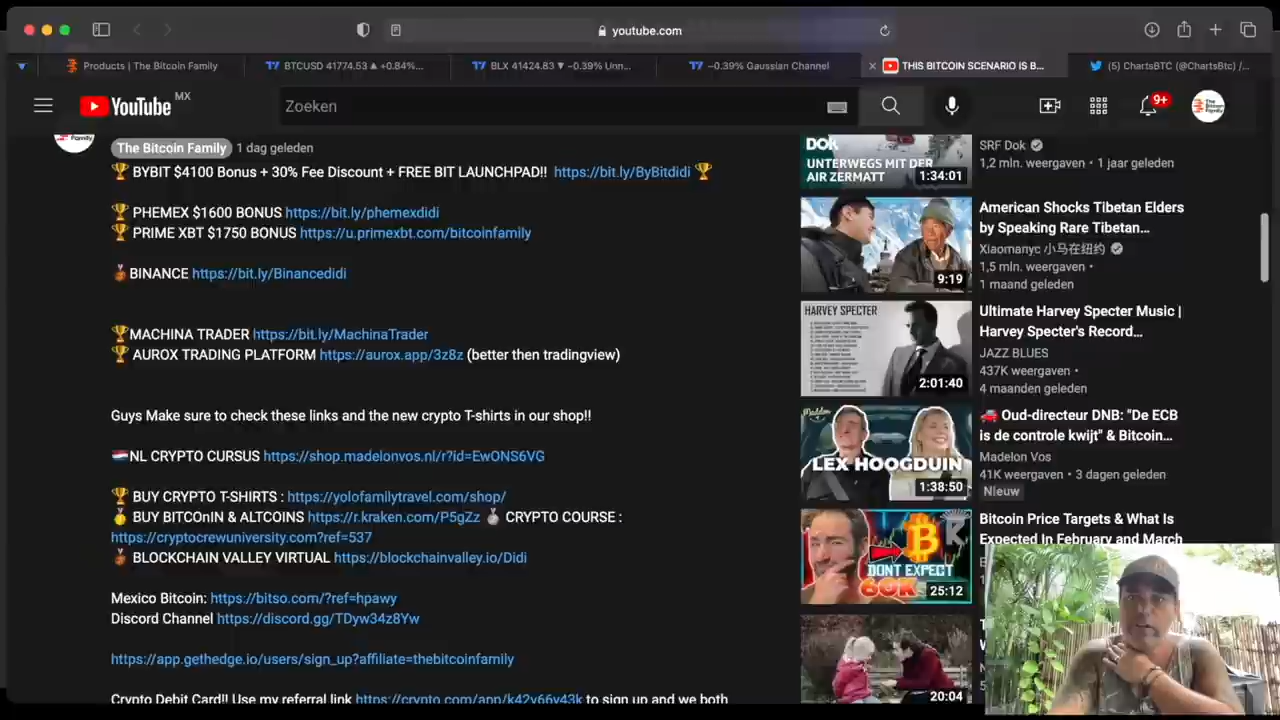 youtube.com
Products | The Bitcoin Family
BTCUSD 41774.53 ▲ +0.84%...
BLX 41424.83 ▼ −0.39% Unn...
−0.39% Gaussian Channel
THIS BITCOIN SCENARIO IS B...
(5) ChartsBTC (@ChartsBtc) /...
YouTube MX
Zoeken
9+
The Bitcoin Family 1 dag geleden
🏆 BYBIT $4100 Bonus + 30% Fee Discount + FREE BIT LAUNCHPAD!! https://bit.ly/ByBitdidi 🏆
🏆 PHEMEX $1600 BONUS https://bit.ly/phemexdidi
🏆 PRIME XBT $1750 BONUS https://u.primexbt.com/bitcoinfamily
🥉BINANCE https://bit.ly/Binancedidi
🏆MACHINA TRADER https://bit.ly/MachinaTrader
🏆 AUROX TRADING PLATFORM https://aurox.app/3z8z (better then tradingview)
Guys Make sure to check these links and the new crypto T-shirts in our shop!!
🇳🇱NL CRYPTO CURSUS https://shop.madelonvos.nl/r?id=EwONS6VG
🏆 BUY CRYPTO T-SHIRTS : https://yolofamilytravel.com/shop/
🥇 BUY BITCOnIN & ALTCOINS https://r.kraken.com/P5gZz 🥈 CRYPTO COURSE :
https://cryptocrewuniversity.com?ref=537
🥉 BLOCKCHAIN VALLEY VIRTUAL https://blockchainvalley.io/Didi
Mexico Bitcoin: https://bitso.com/?ref=hpawy
Discord Channel https://discord.gg/TDyw34z8Yw
https://app.gethedge.io/users/sign_up?affiliate=thebitcoinfamily
Crypto Debit Card!! Use my referral link https://crypto.com/app/k42y66y43k to sign up and we both
DOK
UNTERWEGS MIT DER
AIR ZERMATT
1:34:01
SRF Dok
1,2 mln. weergaven • 1 jaar geleden
9:19
American Shocks Tibetan Elders
by Speaking Rare Tibetan...
Xiaomanyc 小马在纽约
1,5 mln. weergaven •
1 maand geleden
HARVEY SPECTER
2:01:40
Ultimate Harvey Specter Music |
Harvey Specter's Record...
JAZZ BLUES
437K weergaven •
4 maanden geleden
Madelon
LEX HOOGDUIN
1:38:50
🚗 Oud-directeur DNB: "De ECB
is de controle kwijt" & Bitcoin...
Madelon Vos
41K weergaven • 3 dagen geleden
Nieuw
DONT EXPECT
60K
25:12
Bitcoin Price Targets & What Is
Expected In February and March
20:04